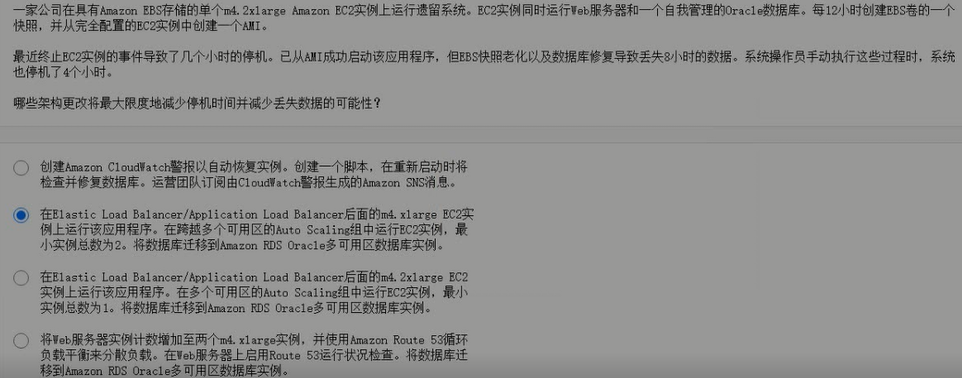 一家公司在具有Amazon EBS存储的单个m4.2xlarge Amazon EC2实例上运行遗留系统。EC2实例同时运行Web服务器和一个自我管理的Oracle数据库。每12小时创建EBS卷的一个
快照，并从完全配置的EC2实例中创建一个AMI。
最近终止EC2实例的事件导致了几个小时的停机。已从AMI成功启动该应用程序，但EBS快照老化以及数据库修复导致丢失8小时的数据。系统操作员手动执行这些过程时，系统
也停机了4个小时。
哪些架构更改将最大限度地减少停机时间并减少丢失数据的可能性?
创建Amazon CloudWatch警报以自动恢复实例。创建一个脚本，在重新启动时将
检查并修复数据库。运营团队订阅由CloudWatch警报生成的Amazon SNS消息。
在Elastic Load Balancer/Application Load Balancer后面的m4.xlarge EC2实
例上运行该应用程序。在跨越多个可用区的Auto Scaling组中运行EC2实例，最
小实例总数为2。将数据库迁移到Amazon RDS Oracle多可用区数据库实例。
在Elastic Load Balancer/Application Load Balancer后面的m4.2xlarge EC2
实例上运行该应用程序。在多个可用区的Auto Scaling组中运行EC2实例，最小
实例总数为1。将数据库迁移到Amazon RDS Oracle多可用区数据库实例。
将Web服务器实例计数增加至两个m4.xlarge实例，并使用Amazon Route 53循环
负载平衡来分散负载。在Web服务器上启用Route 53运行状况检查。将数据库迁
移到Amazon RDS Oracle多可用区数据库实例。